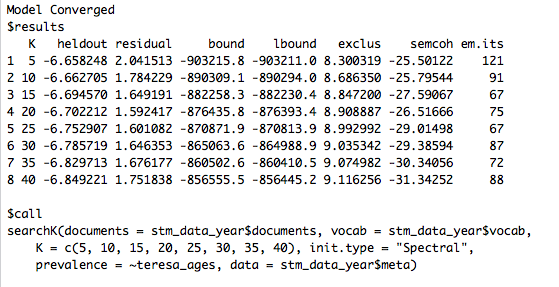 Model Converged
$results
   K   heldout residual     bound    lbound   exclus    semcoh em.its
1  5 -6.658248 2.041513 -903215.8 -903211.0 8.300319 -25.50122    121
2 10 -6.662705 1.784229 -890309.1 -890294.0 8.686350 -25.79544     91
3 15 -6.694570 1.649191 -882258.3 -882230.4 8.847200 -27.59067     67
4 20 -6.702212 1.592417 -876435.8 -876393.4 8.908887 -26.51666     75
5 25 -6.752907 1.601082 -870871.9 -870813.9 8.992992 -29.01498     67
6 30 -6.785719 1.646353 -865063.6 -864988.9 9.035342 -29.38594     87
7 35 -6.829713 1.676177 -860502.6 -860410.5 9.074982 -30.34056     72
8 40 -6.849221 1.751838 -856555.5 -856445.2 9.116256 -31.34252     88
$call
searchK(documents = stm_data_year$documents, vocab = stm_data_year$vocab,
    K = c(5, 10, 15, 20, 25, 30, 35, 40), init.type = "Spectral",
    prevalence = ~teresa_ages, data = stm_data_year$meta)